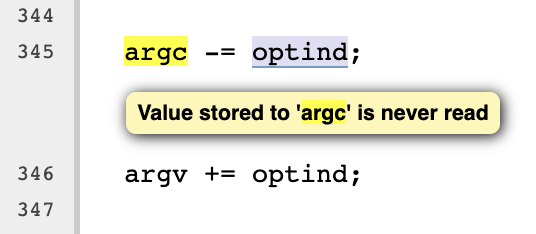 344
345 argc -= optind;
Value stored to 'argc' is never read
346 argv += optind;
347